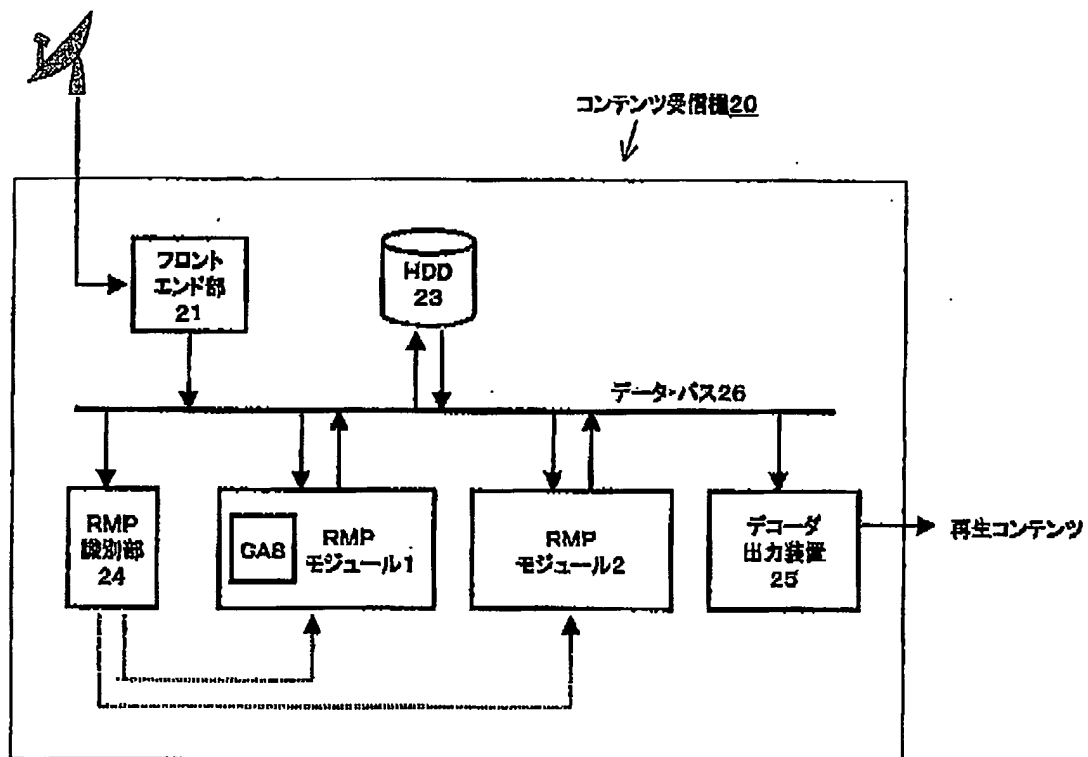 コンテンツ受信機20
フロント
エンド部
21
HDD
23
データ・バス26
RMP
識別部
24
CAS
RMP
モジュール1
RMP
モジュール2
デコーダ
出力装置
25
再生コンテンツ